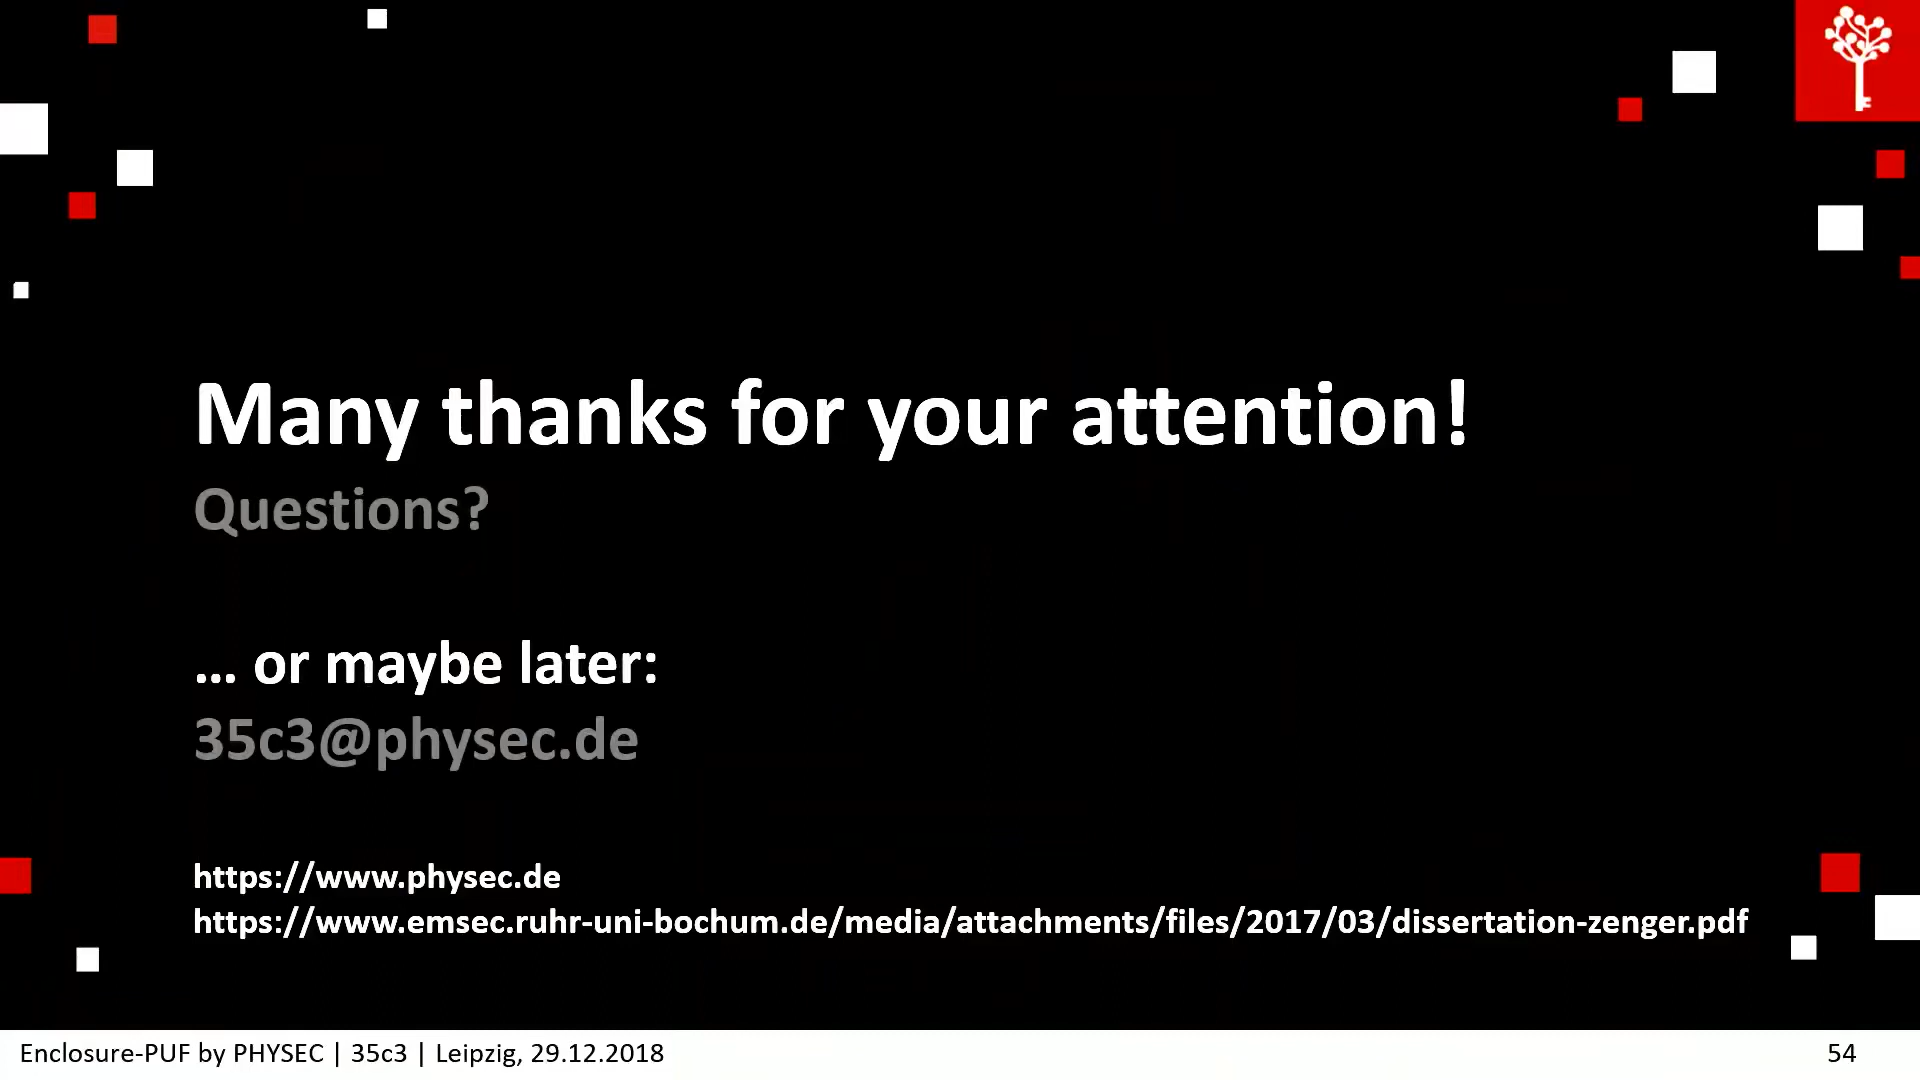 Many thanks for your attention!
Questions?
... or maybe later:
35c3@physec.de
https://www.physec.de
https://www.emsec.ruhr-uni-bochum.de/media/attachments/files/2017/03/dissertation-zenger.pdf
Enclosure-PUF by PHYSEC | 35c3 | Leipzig, 29.12.2018
54